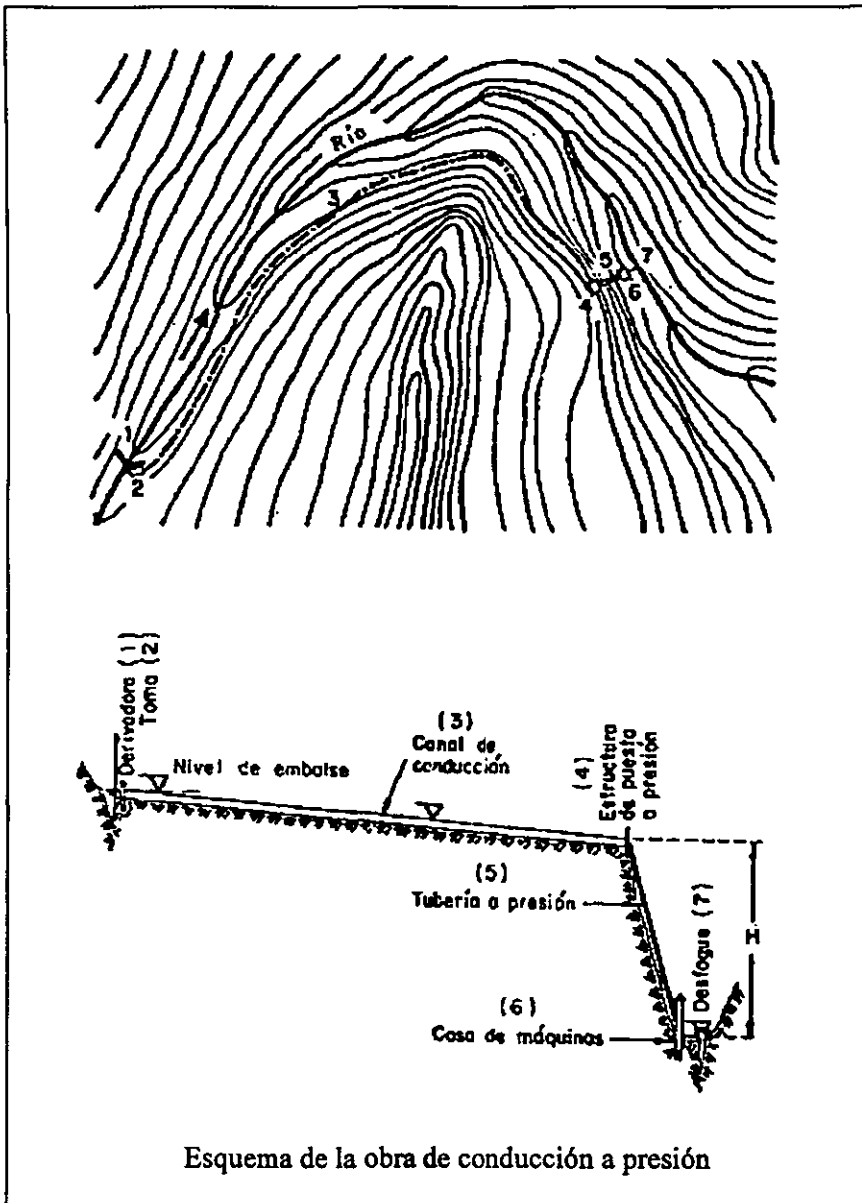 Río
3
5
7
4
6
1
2
Derivadora (1)
Toma (2)
Nivel de embalse
(3)
Canal de
conducción
(4)
Estructura
de puesta
a presión
(5)
Tubería a presión
H
Desfogue (7)
(6)
Casa de máquinas
Esquema de la obra de conducción a presión